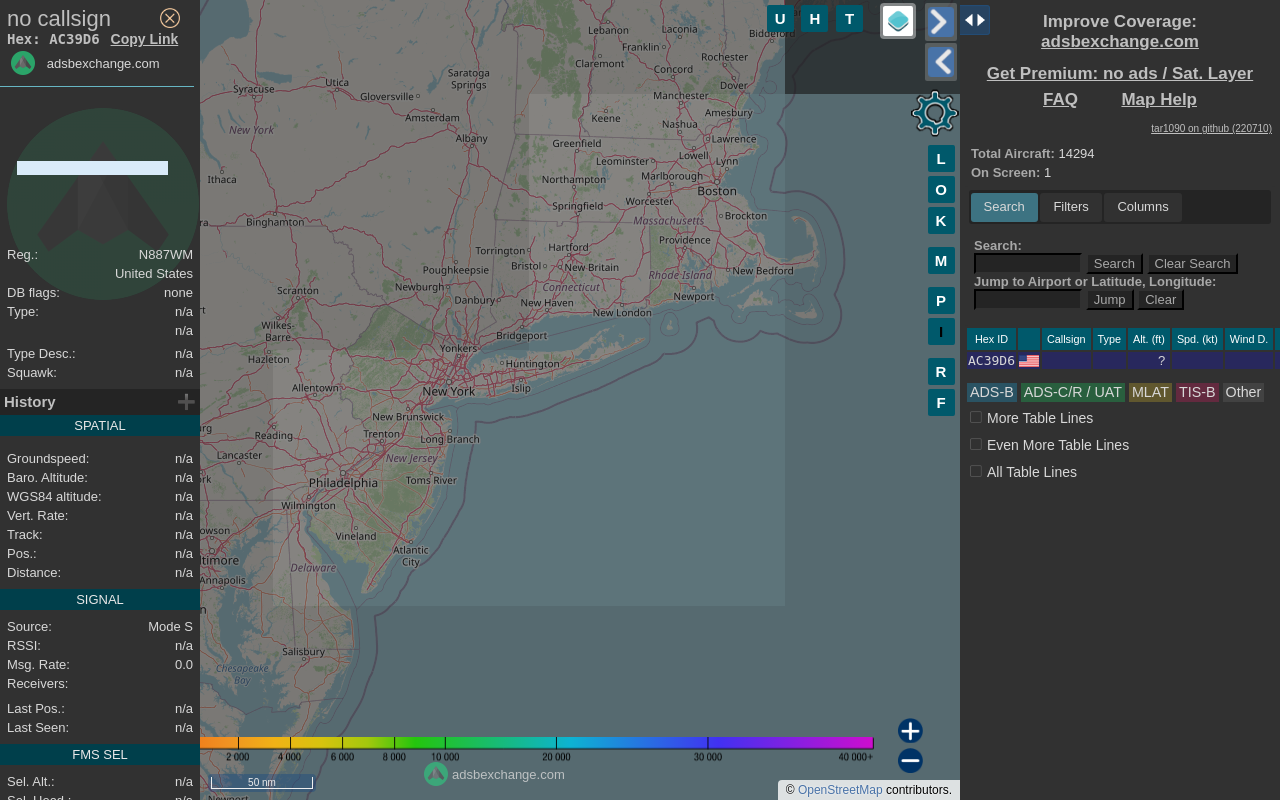 no callsign
Hex: AC39D6 Copy Link
adsbexchange.com
Reg.: N887WM
United States
DB flags: none
Type: n/a
n/a
Type Desc.: n/a
Squawk: n/a
History
SPATIAL
Groundspeed: n/a
Baro. Altitude: n/a
WGS84 altitude: n/a
Vert. Rate: n/a
Track: n/a
Pos.: n/a
Distance: n/a
SIGNAL
Source: Mode S
RSSI: n/a
Msg. Rate: 0.0
Receivers:
Last Pos.: n/a
Last Seen: n/a
FMS SEL
Sel. Alt.: n/a
U H T
L
O
K
M
P
I
R
F
Lebanon
Laconia
Franklin
Claremont
Rochester
Concord
Dover
Saratoga
Springs
Utica
Syracuse
Gloversville
Manchester
Amesbury
Keene
Amsterdam
Nashua
New York
Albany
Lawrence
Greenfield
Lowell
Leominster
Lynn
Ithaca
Northampton
Marlborough
Boston
Worcester
Springfield
Brockton
Binghamton
Massachusetts
Providence
Hartford
Torrington
Bristol
New Britain
Poughkeepsie
New Bedford
Rhode Island
Connecticut
Newburgh
Scranton
Danbury
New Haven
Newport
New London
Wilkes-
Barre
Bridgeport
Yonkers
Hazleton
Huntington
Allentown
New York
Islip
New Brunswick
Reading
Trenton
Long Branch
Lancaster
New Jersey
Toms River
Philadelphia
Wilmington
Vineland
Atlantic
City
Delaware
Annapolis
Salisbury
Chesapeake
Bay
2 000 4 000 6 000 8 000 10 000 20 000 30 000 40 000+
adsbexchange.com
50 nm
© OpenStreetMap contributors.
Improve Coverage:
adsbexchange.com
Get Premium: no ads / Sat. Layer
FAQ Map Help
tar1090 on github (220710)
Total Aircraft: 14294
On Screen: 1
Search Filters Columns
Search:
Search Clear Search
Jump to Airport or Latitude, Longitude:
Jump Clear
Hex ID Callsign Type Alt. (ft) Spd. (kt) Wind D.
AC39D6 ?
ADS-B ADS-C/R / UAT MLAT TIS-B Other
More Table Lines
Even More Table Lines
All Table Lines